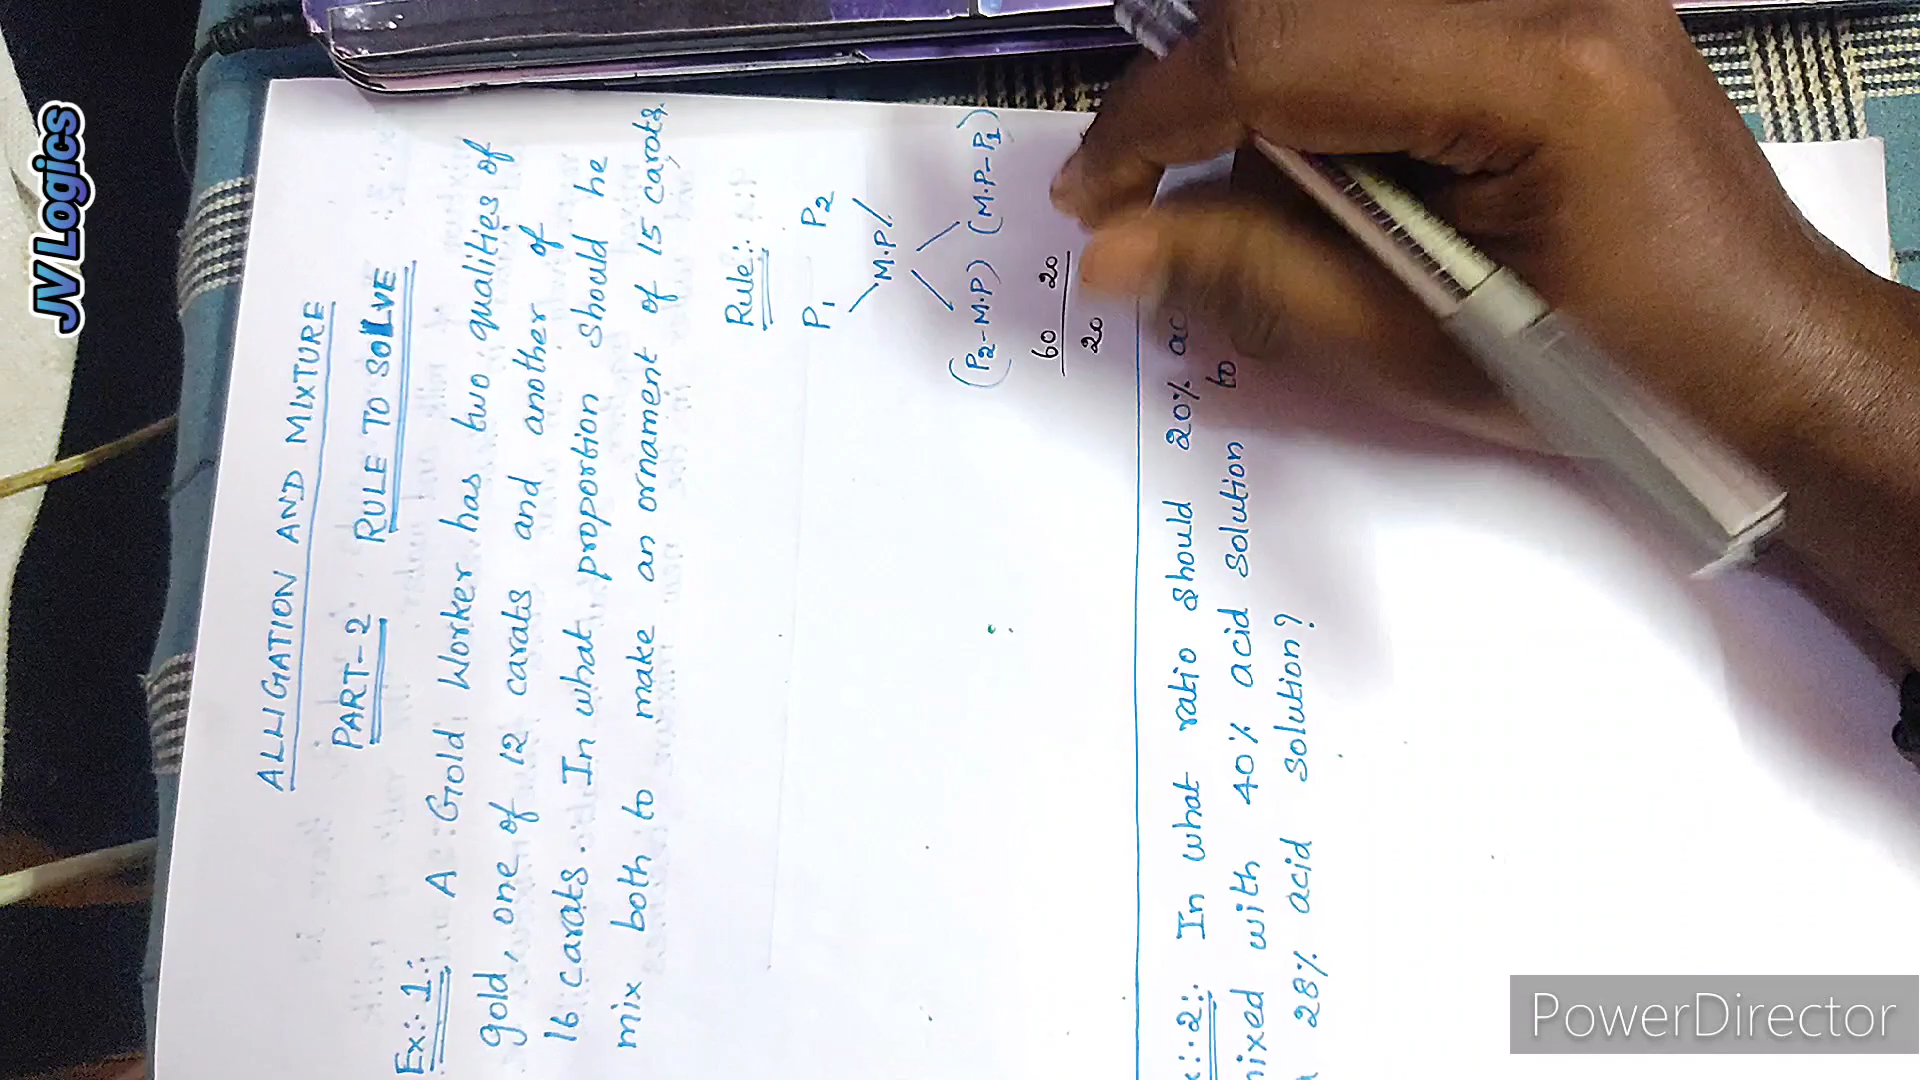 JV Logics
ALLIGATION AND MIXTURE
PART-2 RULE TO SOLVE
Ex:-1:- A Gold Worker has two qualities of
gold, one of 12 carats and another of
16 carats. In what proportion should he
mix both to make an ornament of 15 carats.
Rule:-
P1 P2
M.P/.
(P2-M.P) (M.P-P1)
60 20
20
:-2:- In what ratio should 20%
mixed with 40% acid solution to
28% acid solution?
PowerDirector